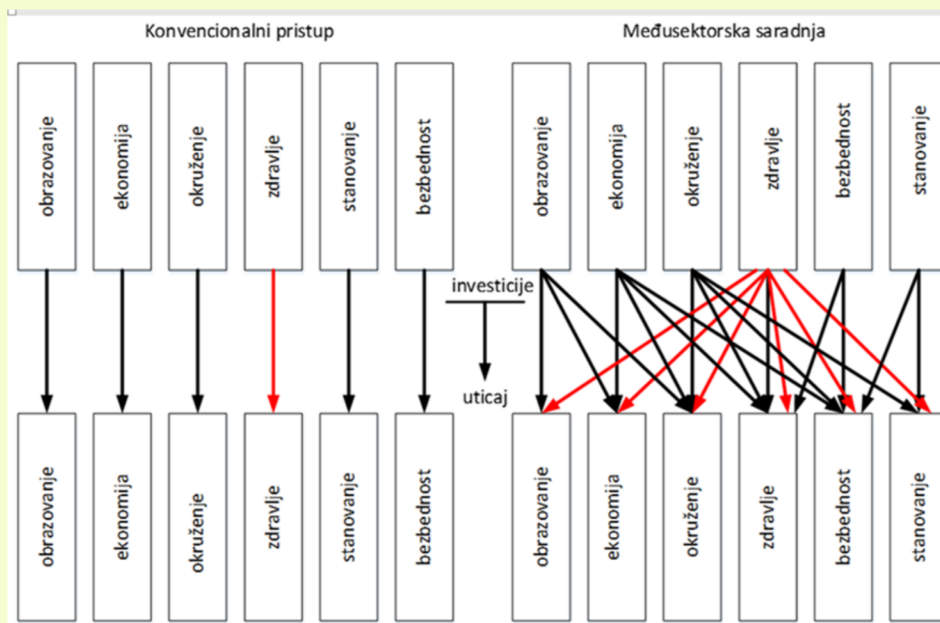 Konvencionalni pristup
obrazovanje
ekonomija
okruženje
zdravlje
stanovanje
bezbednost
obrazovanje
ekonomija
okruženje
zdravlje
stanovanje
bezbednost
investicije
uticaj
Međusektorska saradnja
obrazovanje
ekonomija
okruženje
zdravlje
bezbednost
stanovanje
obrazovanje
ekonomija
okruženje
zdravlje
bezbednost
stanovanje